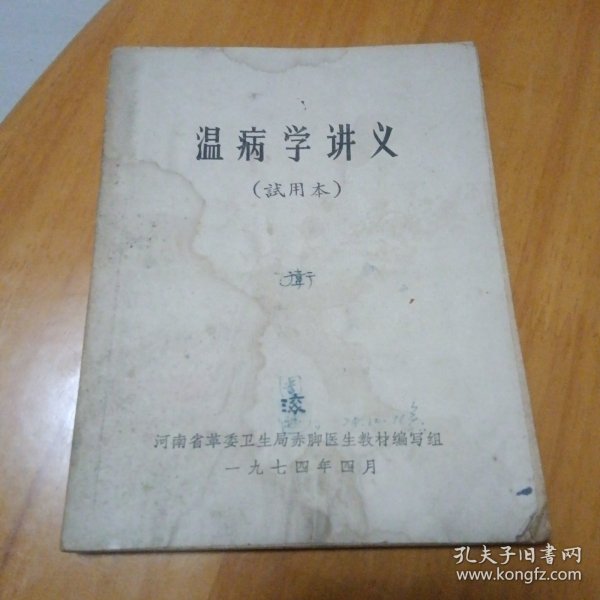 温病学讲义
（試用本）
河南省革委卫生局赤脚医生教材编写组
一九七四年四月
孔夫子旧书网
www.kongfz.com